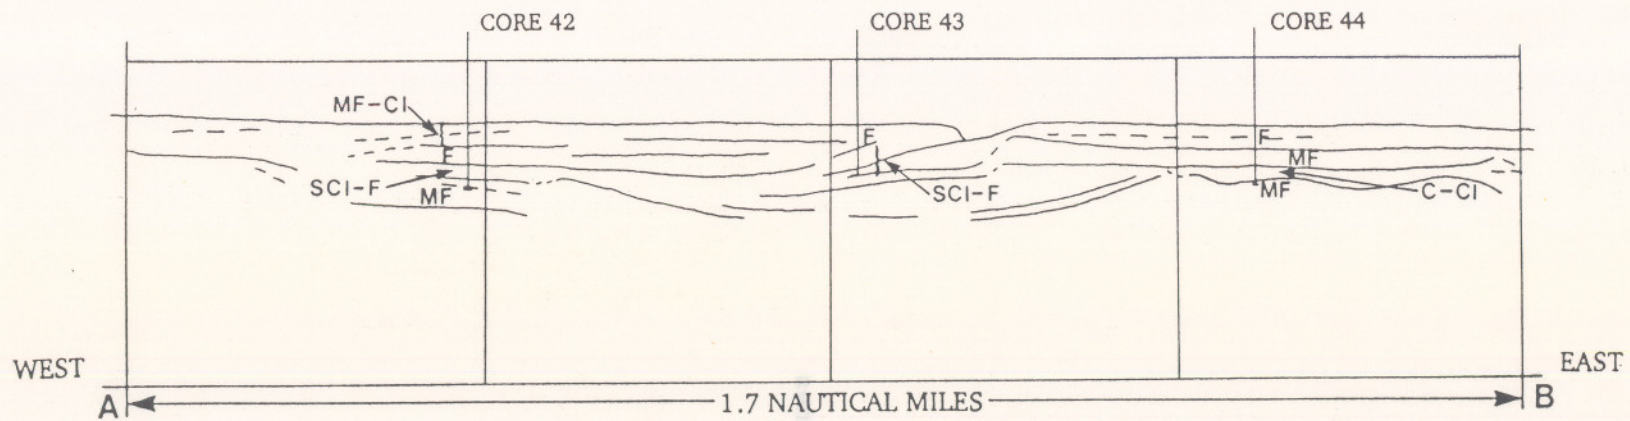 CORE 42
CORE 43
CORE 44
MF-CI
F
F
F
MF
SCI-F
MF
SCI-F
MF
C-CI
WEST
EAST
A
1.7 NAUTICAL MILES
B